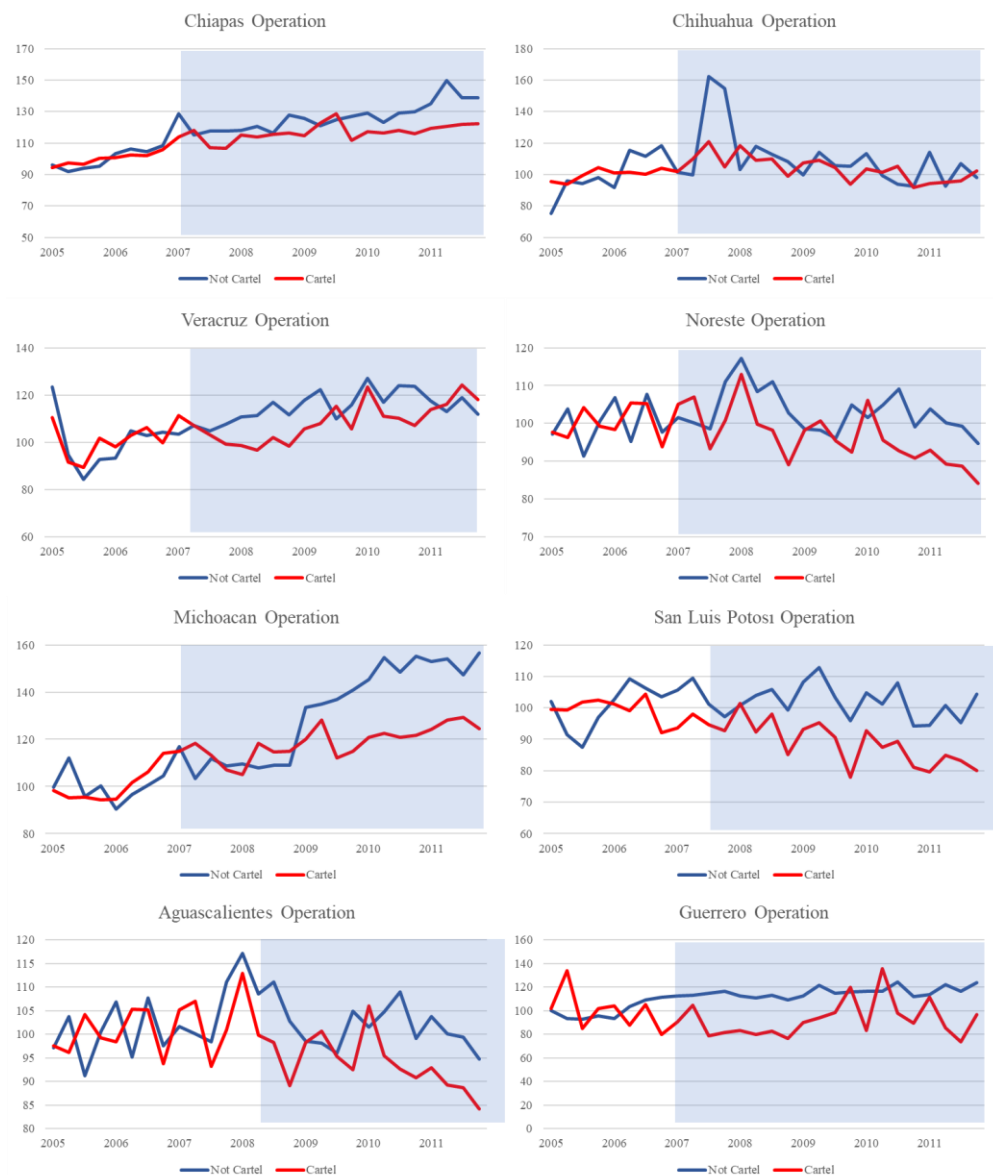 Chiapas Operation
170
150
130
110
90
70
50
2005 2006 2007 2008 2009 2010 2011
Not Cartel Cartel
Chihuahua Operation
180
160
140
120
100
80
60
2005 2006 2007 2008 2009 2010 2011
Not Cartel Cartel
Veracruz Operation
140
120
100
80
60
2005 2006 2007 2008 2009 2010 2011
Not Cartel Cartel
Noreste Operation
120
110
100
90
80
70
2005 2006 2007 2008 2009 2010 2011
Not Cartel Cartel
Michoacan Operation
160
140
120
100
80
2005 2006 2007 2008 2009 2010 2011
Not Cartel Cartel
San Luis Potosı Operation
120
110
100
90
80
70
60
2005 2006 2007 2008 2009 2010 2011
Not Cartel Cartel
Aguascalientes Operation
120
115
110
105
100
95
90
85
80
2005 2006 2007 2008 2009 2010 2011
Not Cartel Cartel
Guerrero Operation
160
140
120
100
80
60
40
20
0
2005 2006 2007 2008 2009 2010 2011
Not Cartel Cartel